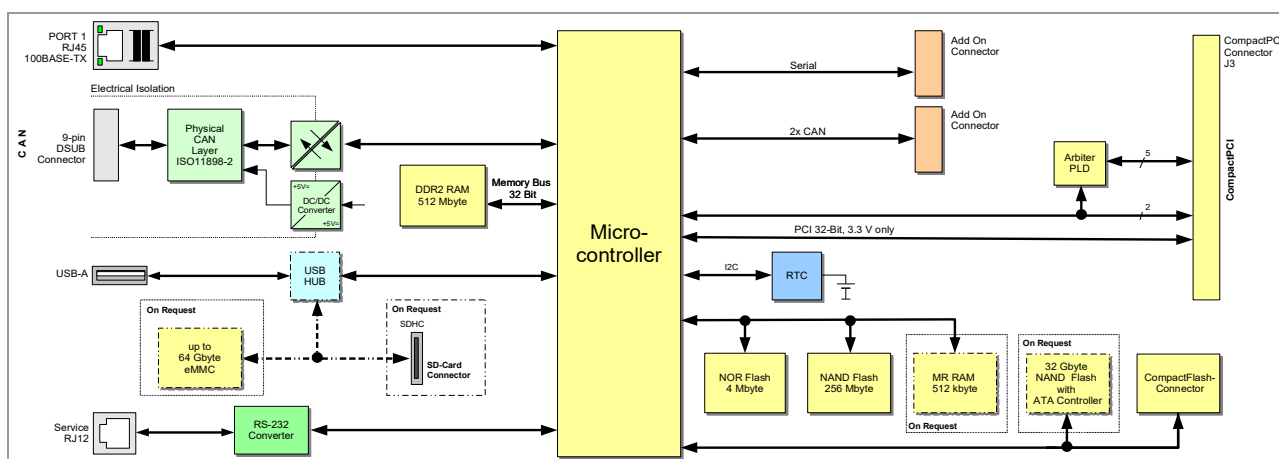 PORT 1
RJ45
100BASE-TX
Electrical Isolation
CAN
9-pin
DSUB
Connector
Physical
CAN
Layer
ISO11898-2
+5V=
DC/DC
Converter
+5V=
DDR2 RAM
512 Mbyte
Memory Bus
32 Bit
USB-A
USB
HUB
On Request
up to
64 Gbyte
eMMC
On Request
SDHC
SD-Card
Connector
Service
RJ12
RS-232
Converter
Micro-
controller
Serial
Add On
Connector
2x CAN
Add On
Connector
Arbiter
PLD
5
2
PCI 32-Bit, 3.3 V only
CompactPC
Connector
J3
CompactPCI
I2C
RTC
NOR Flash
4 Mbyte
NAND Flash
256 Mbyte
MR RAM
512 kbyte
On Request
On Request
32 Gbyte
NAND Flash
with
ATA Controller
CompactFlash-
Connector